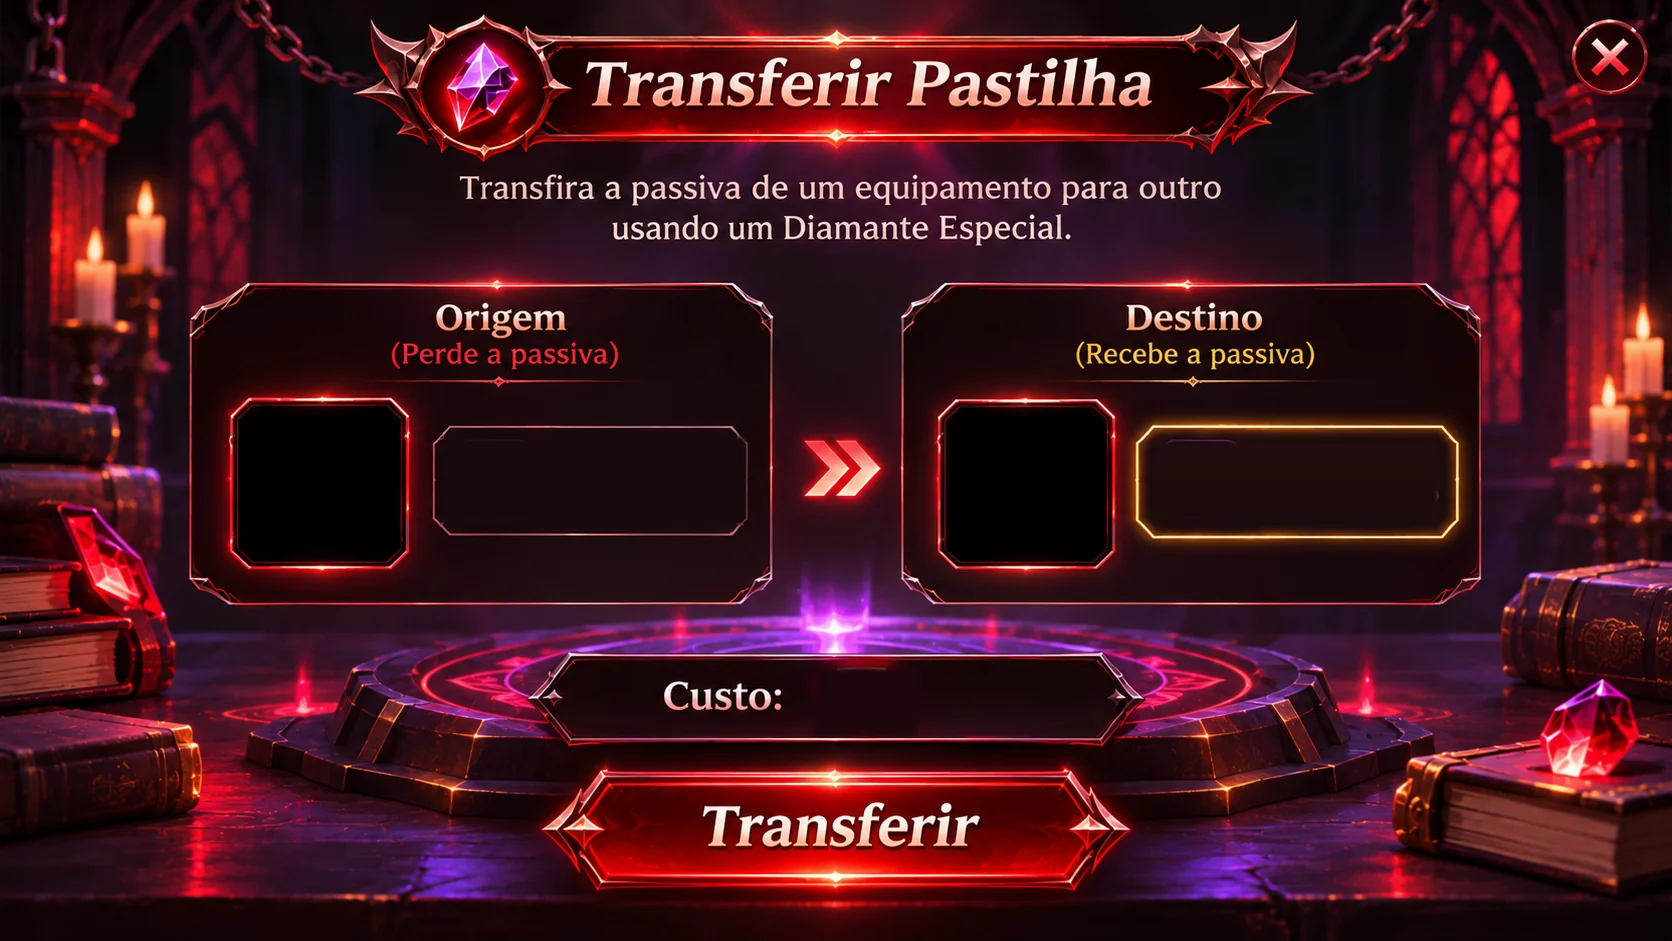 Transferir Pastilha
Transfira a passiva de um equipamento para outro
usando um Diamante Especial.
Origem
(Perde a passiva)
Destino
(Recebe a passiva)
Custo:
Transferir